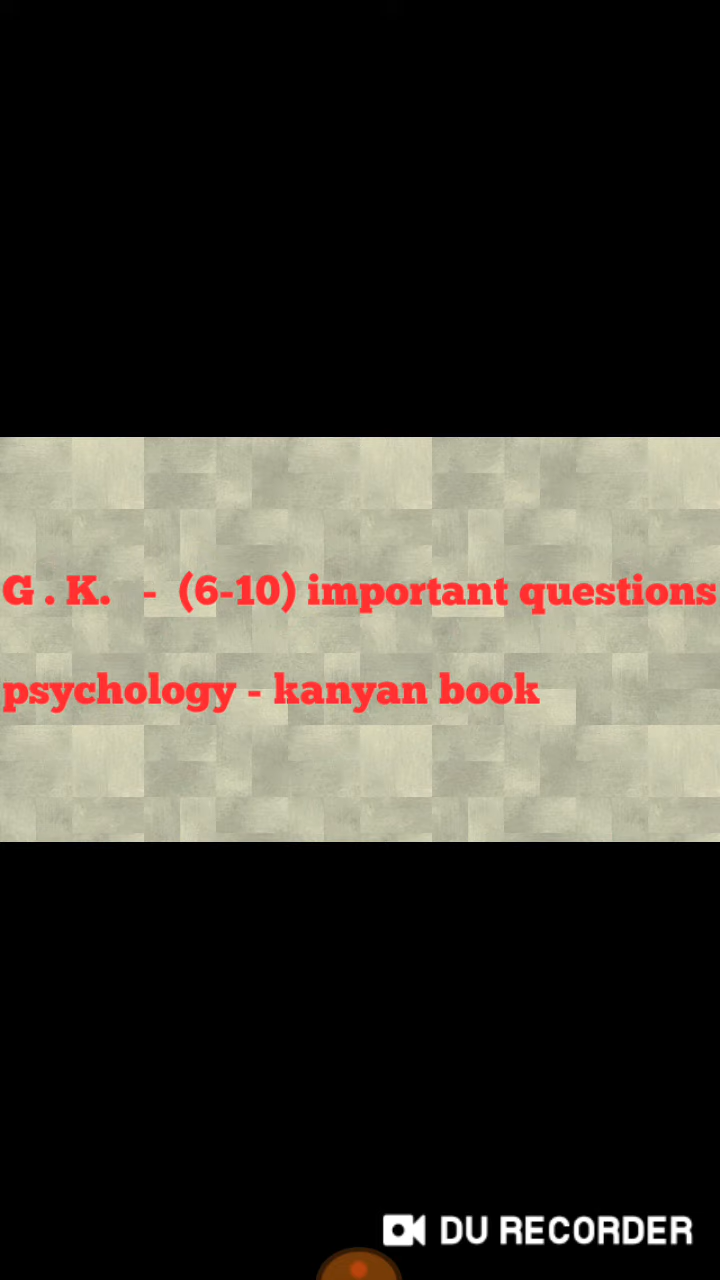 G . K. - (6-10) important questions
psychology - kanyan book
DU RECORDER